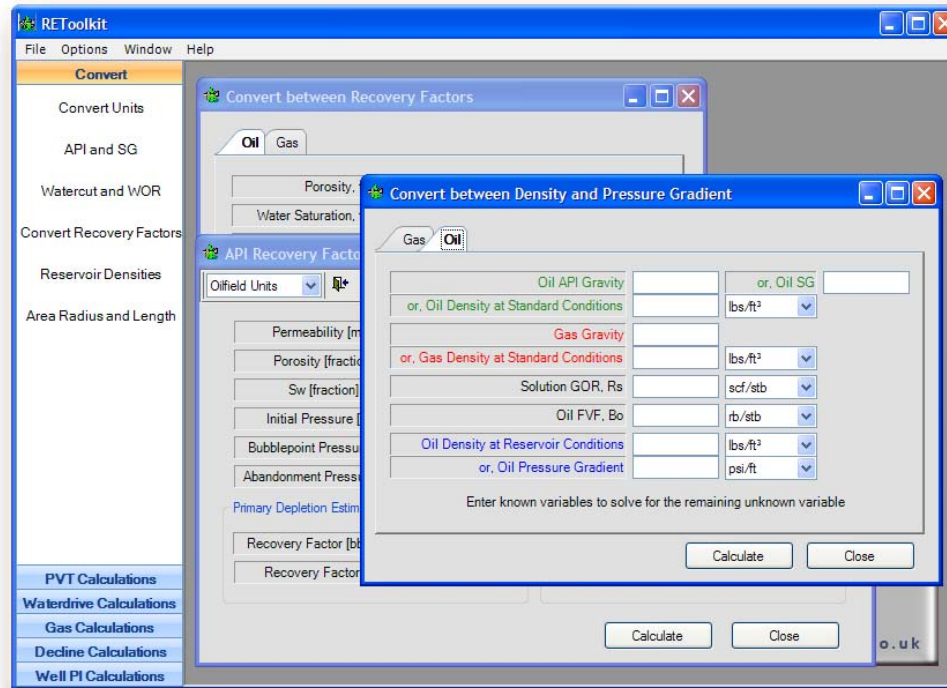 REToolkit
File Options Window Help
Convert
Convert Units
API and SG
Watercut and WOR
Convert Recovery Factors
Reservoir Densities
Area Radius and Length
PVT Calculations
Waterdrive Calculations
Gas Calculations
Decline Calculations
Well PI Calculations
Convert between Recovery Factors
Oil Gas
Porosity,
Water Saturation,
API Recovery Facto
Oilfield Units
Permeability [m
Porosity [fractio
Sw [fraction]
Initial Pressure [
Bubblepoint Pressu
Abandonment Pressu
Primary Depletion Estim
Recovery Factor [bb
Recovery Factor
Calculate Close
Convert between Density and Pressure Gradient
Gas Oil
Oil API Gravity or, Oil SG
or, Oil Density at Standard Conditions lbs/ft³
Gas Gravity
or, Gas Density at Standard Conditions lbs/ft³
Solution GOR, Rs scf/stb
Oil FVF, Bo rb/stb
Oil Density at Reservoir Conditions lbs/ft³
or, Oil Pressure Gradient psi/ft
Enter known variables to solve for the remaining unknown variable
Calculate Close
o.uk